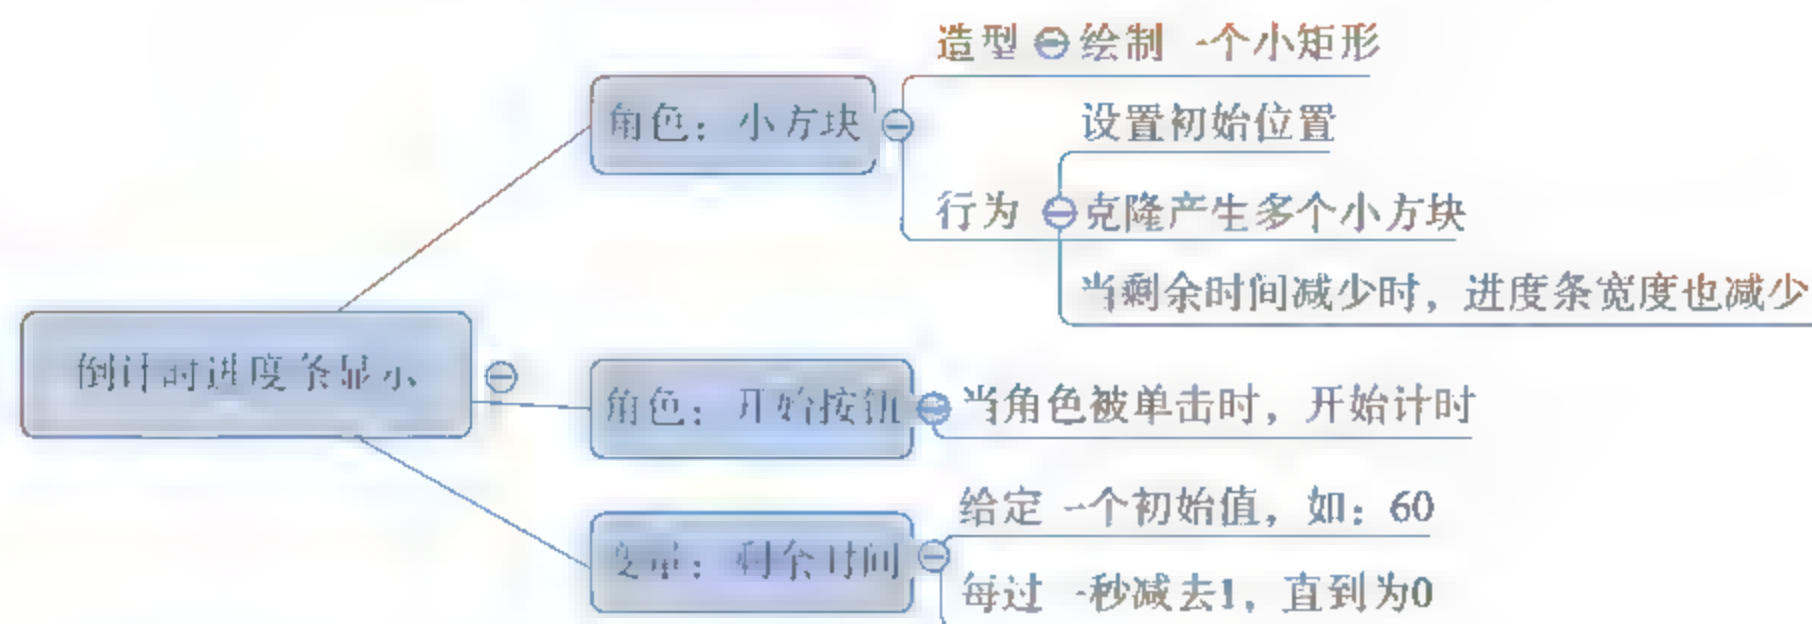 造型 绘制一个小矩形
角色：小方块
设置初始位置
行为 克隆产生多个小方块
当剩余时间减少时，进度条宽度也减少
倒计时进度条显示
角色：开始按钮 当角色被单击时，开始计时
给定一个初始值，如：60
变量：剩余时间
每过一秒减去1，直到为0